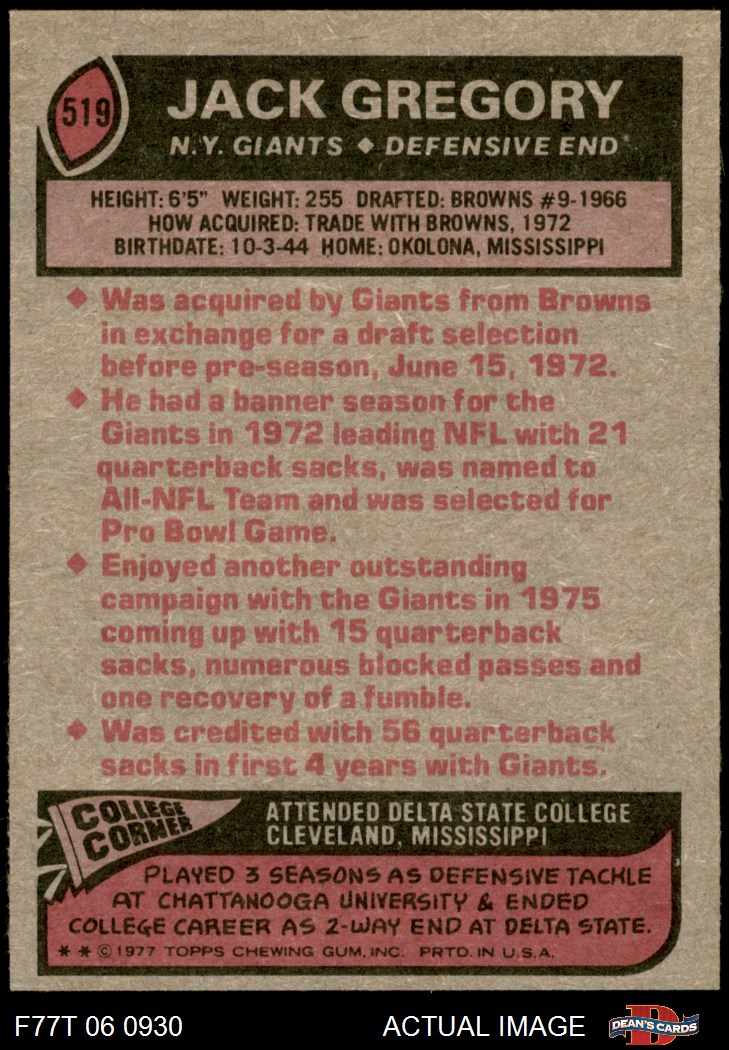 519
JACK GREGORY
N.Y. GIANTS ◆ DEFENSIVE END
HEIGHT: 6'5" WEIGHT: 255 DRAFTED: BROWNS #9-1966
HOW ACQUIRED: TRADE WITH BROWNS, 1972
BIRTHDATE: 10-3-44 HOME: OKOLONA, MISSISSIPPI
◆ Was acquired by Giants from Browns
in exchange for a draft selection
before pre-season, June 15, 1972.
◆ He had a banner season for the
Giants in 1972 leading NFL with 21
quarterback sacks, was named to
All-NFL Team and was selected for
Pro Bowl Game.
◆ Enjoyed another outstanding
campaign with the Giants in 1975
coming up with 15 quarterback
sacks, numerous blocked passes and
one recovery of a fumble.
◆ Was credited with 56 quarterback
sacks in first 4 years with Giants.
COLLEGE
CORNER
ATTENDED DELTA STATE COLLEGE
CLEVELAND, MISSISSIPPI
PLAYED 3 SEASONS AS DEFENSIVE TACKLE
AT CHATTANOOGA UNIVERSITY & ENDED
COLLEGE CAREER AS 2-WAY END AT DELTA STATE.
* * © 1977 TOPPS CHEWING GUM, INC. PRTD. IN U.S.A.
F77T 06 0930
ACTUAL IMAGE
D
DEAN'S CARDS